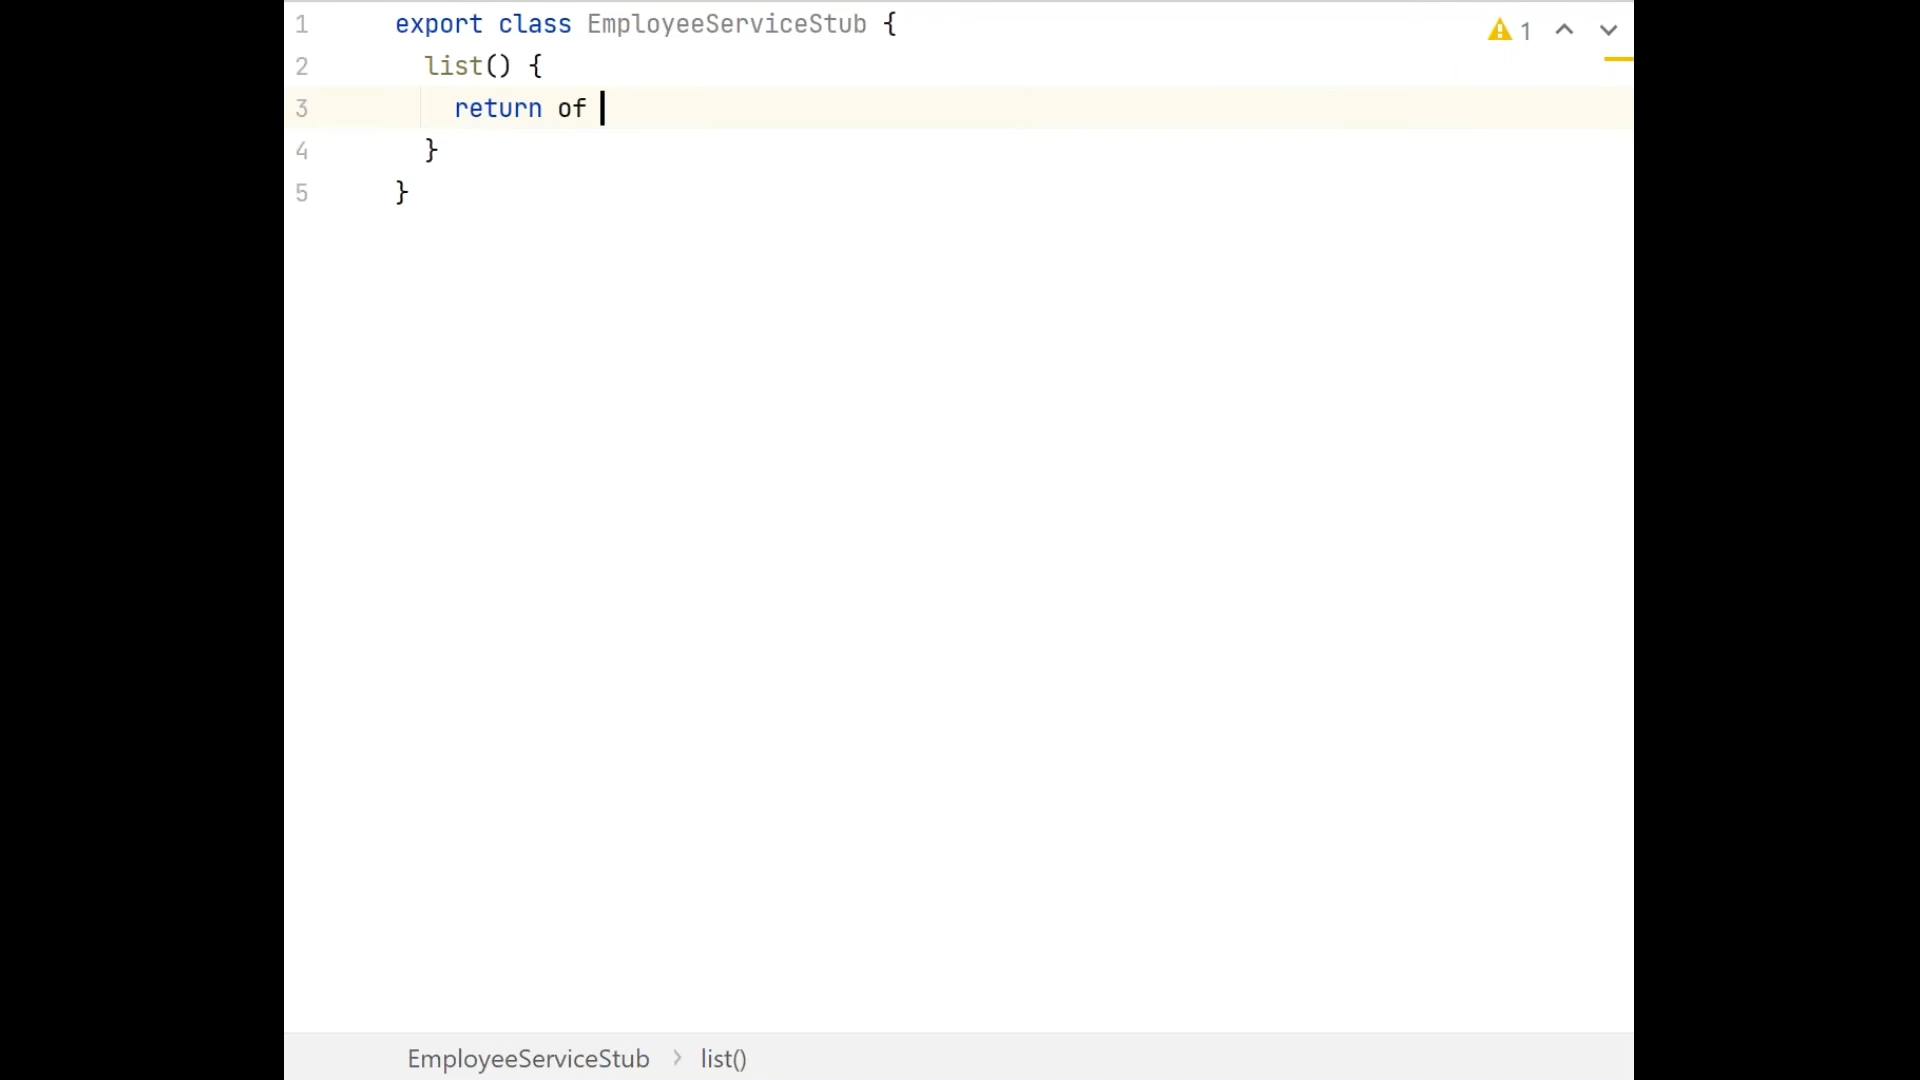 1 export class EmployeeServiceStub {
1
2 list() {
3 return of
4 }
5 }
EmployeeServiceStub > list()